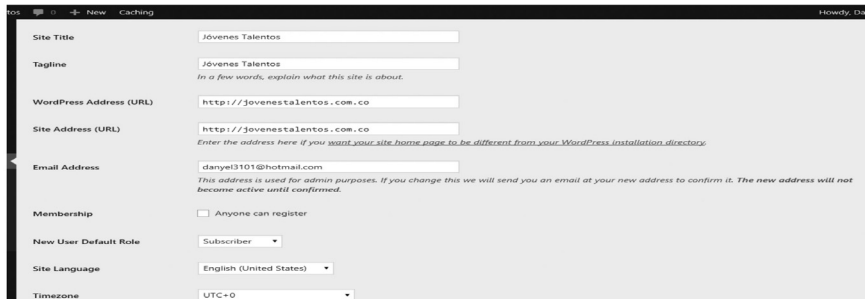 tos 0 + New Caching Howdy, Da
Site Title Jóvenes Talentos
Tagline Jóvenes Talentos
In a few words, explain what this site is about.
WordPress Address (URL) http://jovenestalentos.com.co
Site Address (URL) http://jovenestalentos.com.co
Enter the address here if you want your site home page to be different from your WordPress installation directory.
Email Address danyel3101@hotmail.com
This address is used for admin purposes. If you change this we will send you an email at your new address to confirm it. The new address will not
become active until confirmed.
Membership Anyone can register
New User Default Role Subscriber
Site Language English (United States)
Timezone UTC+0